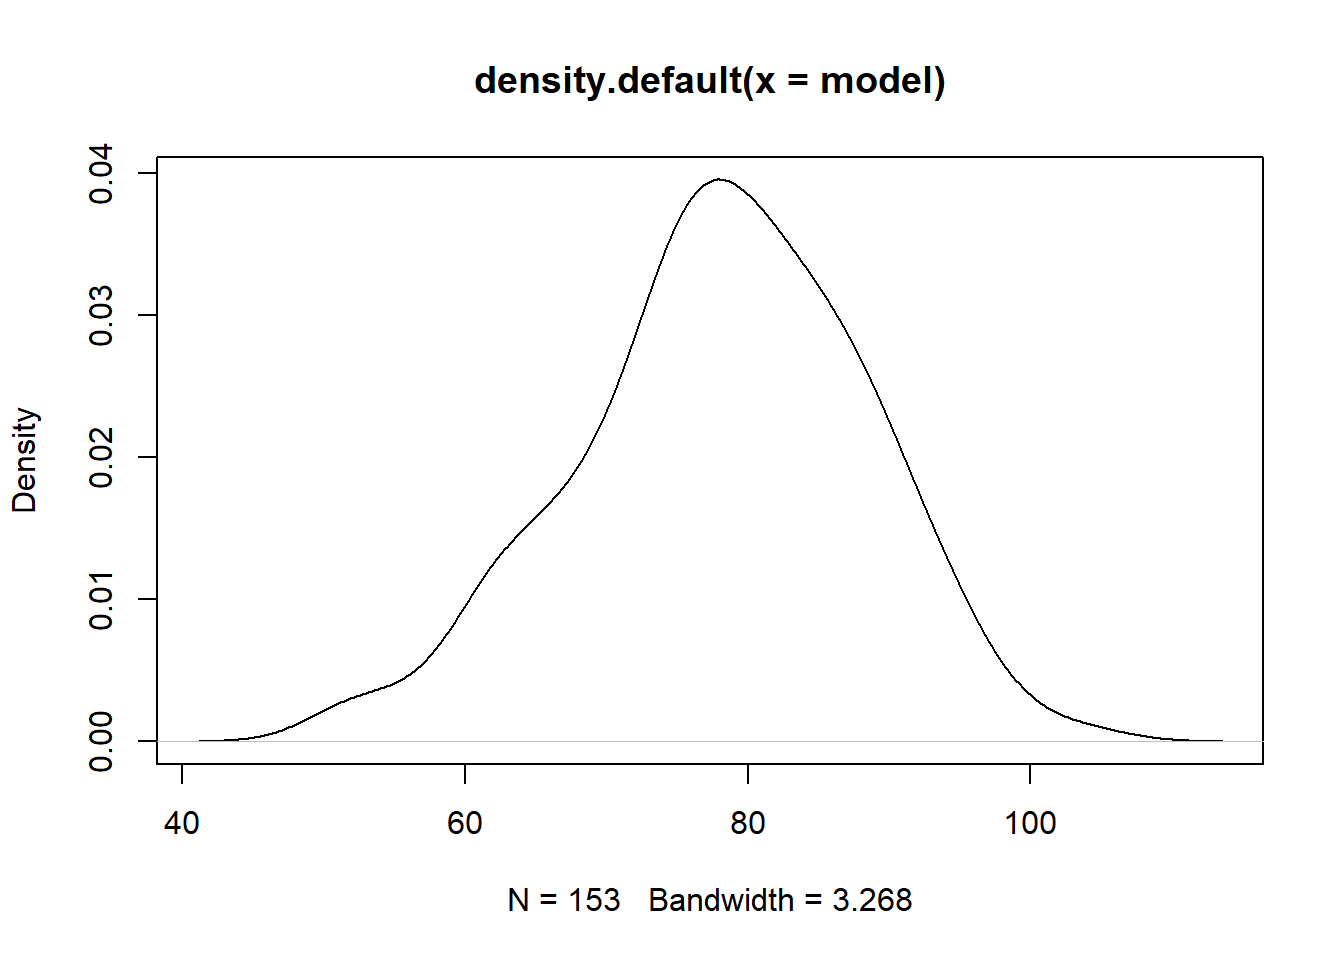 density.default(x = model)
0.04
0.03
0.02
0.01
0.00
Density
40 60 80 100
N = 153 Bandwidth = 3.268